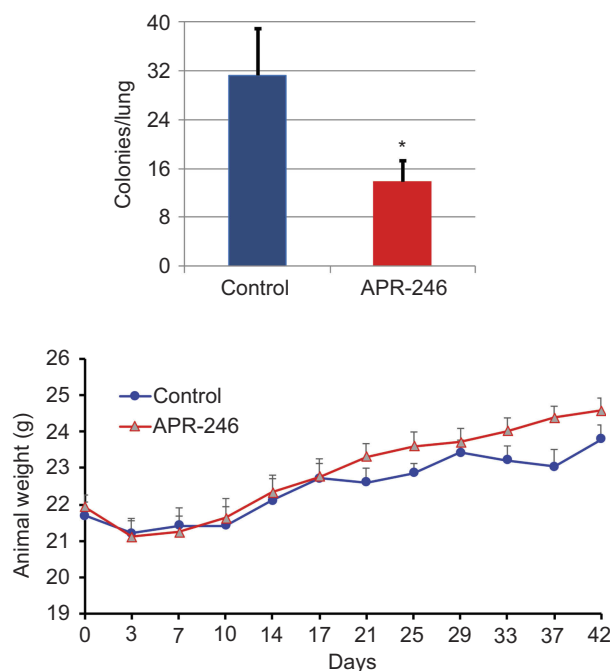 40
32
24
16
8
0
Colonies/lung
*
Control APR-246
26
25
24
23
22
21
20
19
Animal weight (g)
Control
APR-246
0 3 7 10 14 17 21 25 29 33 37 42
Days